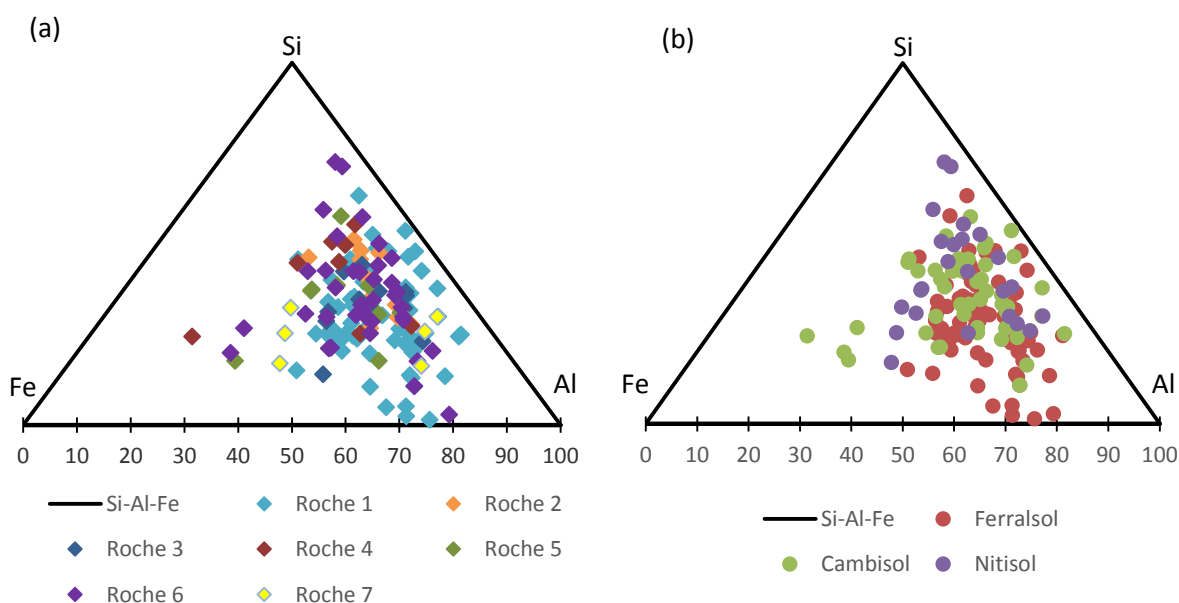 (a)
Si
Fe
Al
0 10 20 30 40 50 60 70 80 90 100
Si-Al-Fe Roche 1 Roche 2
Roche 3 Roche 4 Roche 5
Roche 6 Roche 7
(b)
Si
Fe
Al
0 10 20 30 40 50 60 70 80 90 100
Si-Al-Fe Ferralsol
Cambisol Nitisol